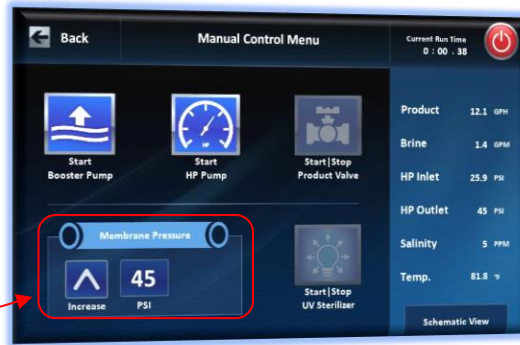 Back
Manual Control Menu
Current Run Time
0 : 00 . 38
Start
Booster Pump
HP
Start
HP Pump
Start|Stop
Product Valve
Membrane Pressure
45
Increase
PSI
Start|Stop
UV Sterilizer
Product 12.1 GPH
Brine 1.4 GPM
HP Inlet 25.9 PSI
HP Outlet 45 PSI
Salinity 5 PPM
Temp. 81.8 °F
Schematic View